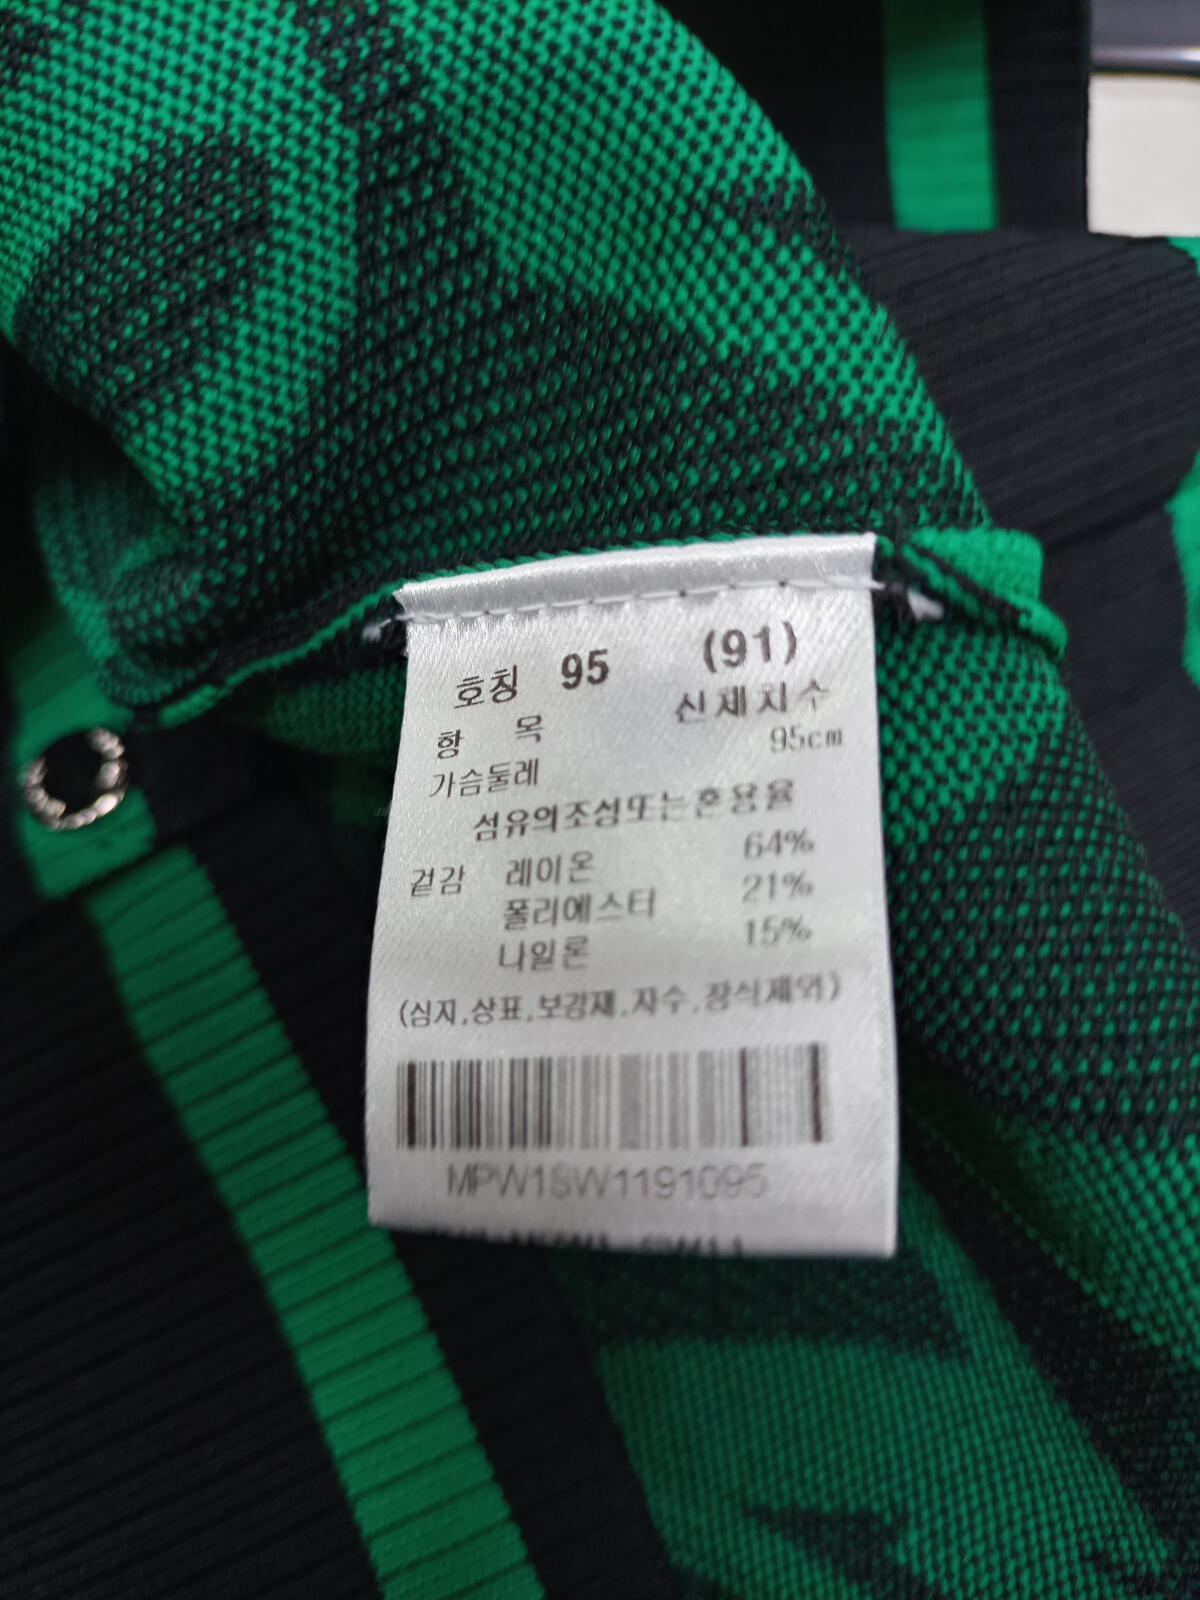 호칭 95 (91)
항 목 신체치수
가슴둘레 95cm
섬유의조성또는혼용율
겉감 레이온 64%
폴리에스터 21%
나일론 15%
(심지,상표,보강재,자수,장식제외)
MPW1SW1191095